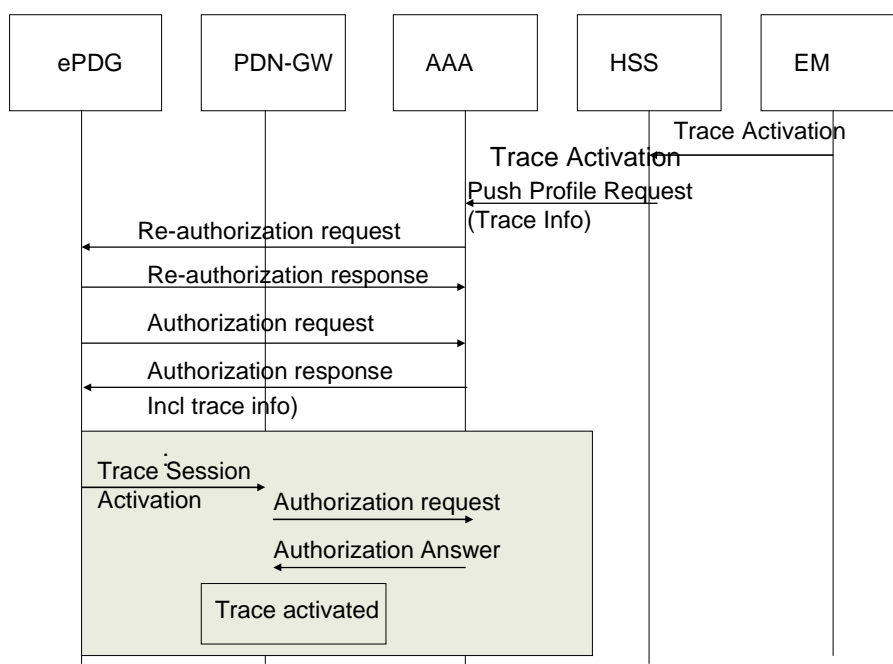 ePDG
PDN-GW
AAA
HSS
EM
Trace Activation
Trace Activation
Push Profile Request
(Trace Info)
Re-authorization request
Re-authorization response
Authorization request
Authorization response
Incl trace info)
:
Trace Session
Activation
Authorization request
Authorization Answer
Trace activated